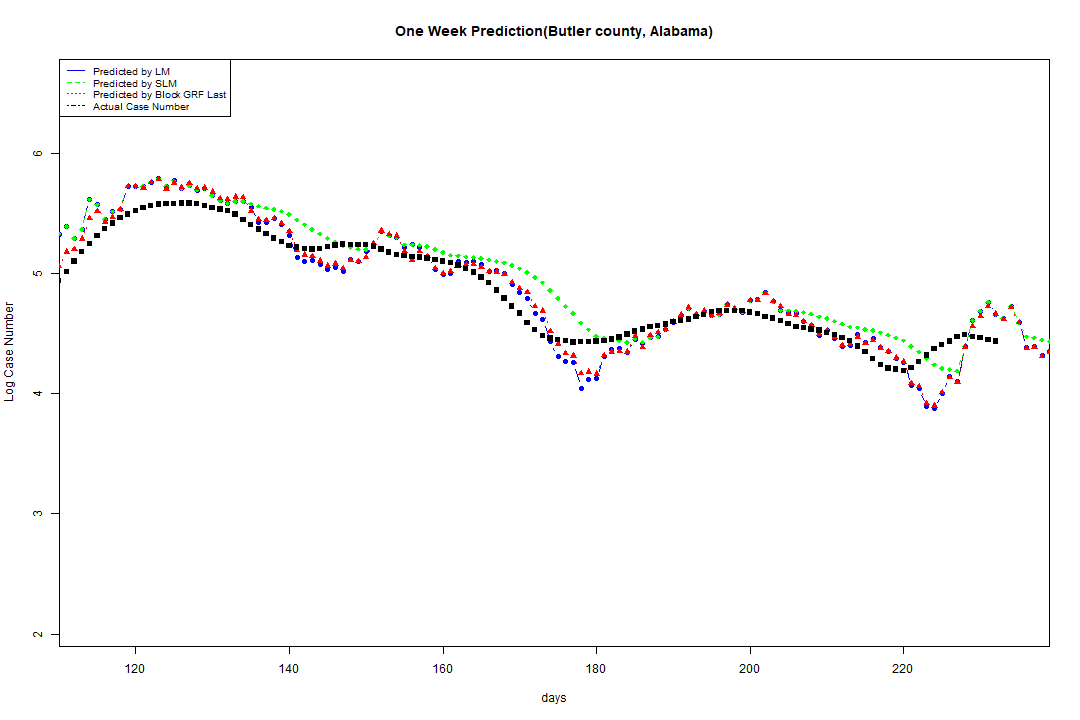 One Week Prediction(Butler county, Alabama)
Predicted by LM
Predicted by SLM
Predicted by Block GRF Last
Actual Case Number
6
5
4
3
2
Log Case Number
120 140 160 180 200 220
days